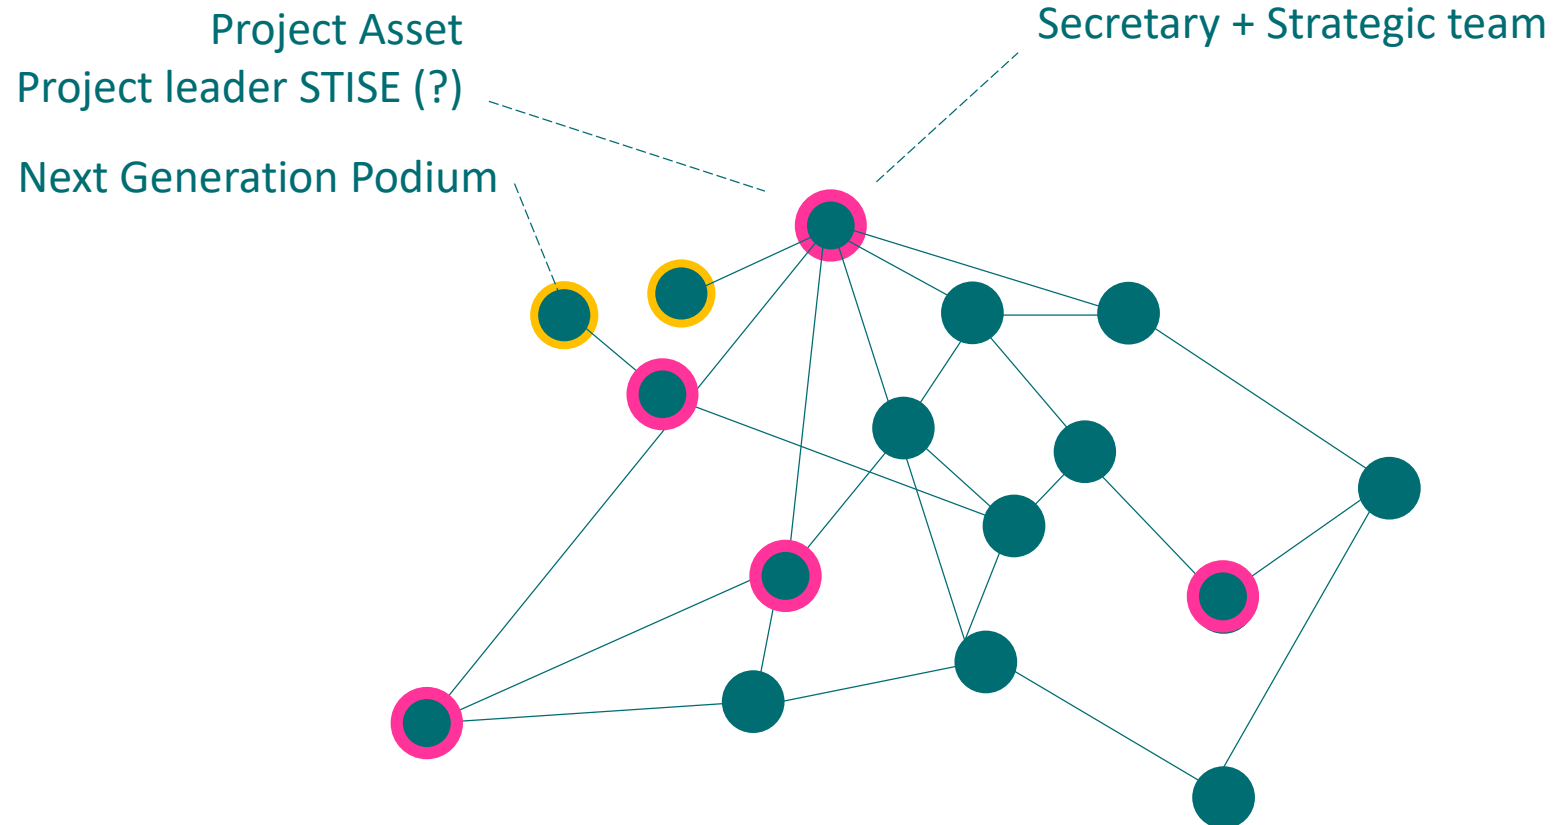 Project Asset
Project leader STISE (?)
Next Generation Podium
Secretary + Strategic team